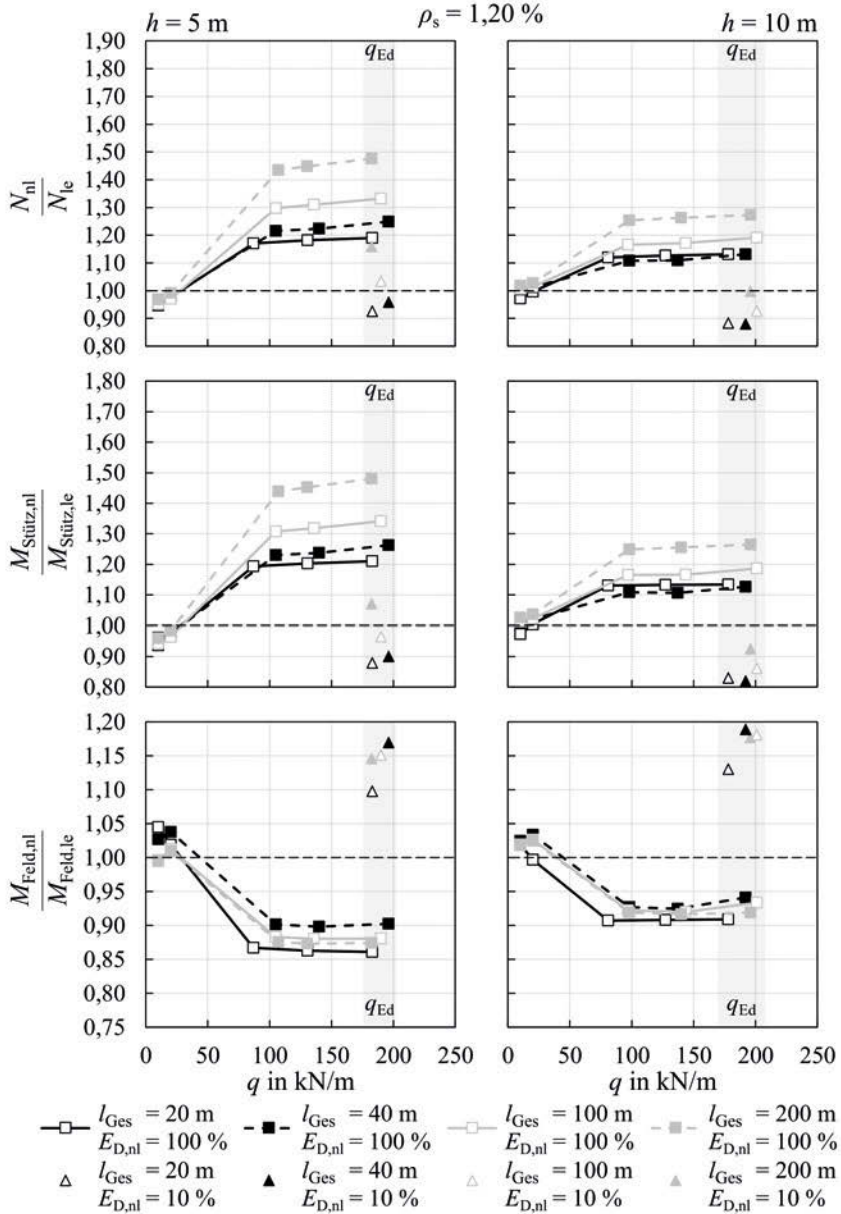 h = 5 m
ρs = 1,20 %
h = 10 m
1,90
1,80
1,70
1,60
1,50
1,40
1,30
1,20
1,10
1,00
0,90
0,80
Nnl
Nle
qEd
qEd
0 50 100 150 200 250
1,80
1,70
1,60
1,50
1,40
1,30
1,20
1,10
1,00
0,90
0,80
MStütz,nl
MStütz,le
qEd
qEd
1,20
1,15
1,10
1,05
1,00
0,95
0,90
0,85
0,80
0,75
MFeld,nl
MFeld,le
qEd
qEd
0 50 100 150 200 250
0 50 100 150 200 250
q in kN/m
q in kN/m
lGes = 20 m
ED,nl = 100 %
lGes = 40 m
ED,nl = 100 %
lGes = 100 m
ED,nl = 100 %
lGes = 200 m
ED,nl = 100 %
lGes = 20 m
ED,nl = 10 %
lGes = 40 m
ED,nl = 10 %
lGes = 100 m
ED,nl = 10 %
lGes = 200 m
ED,nl = 10 %